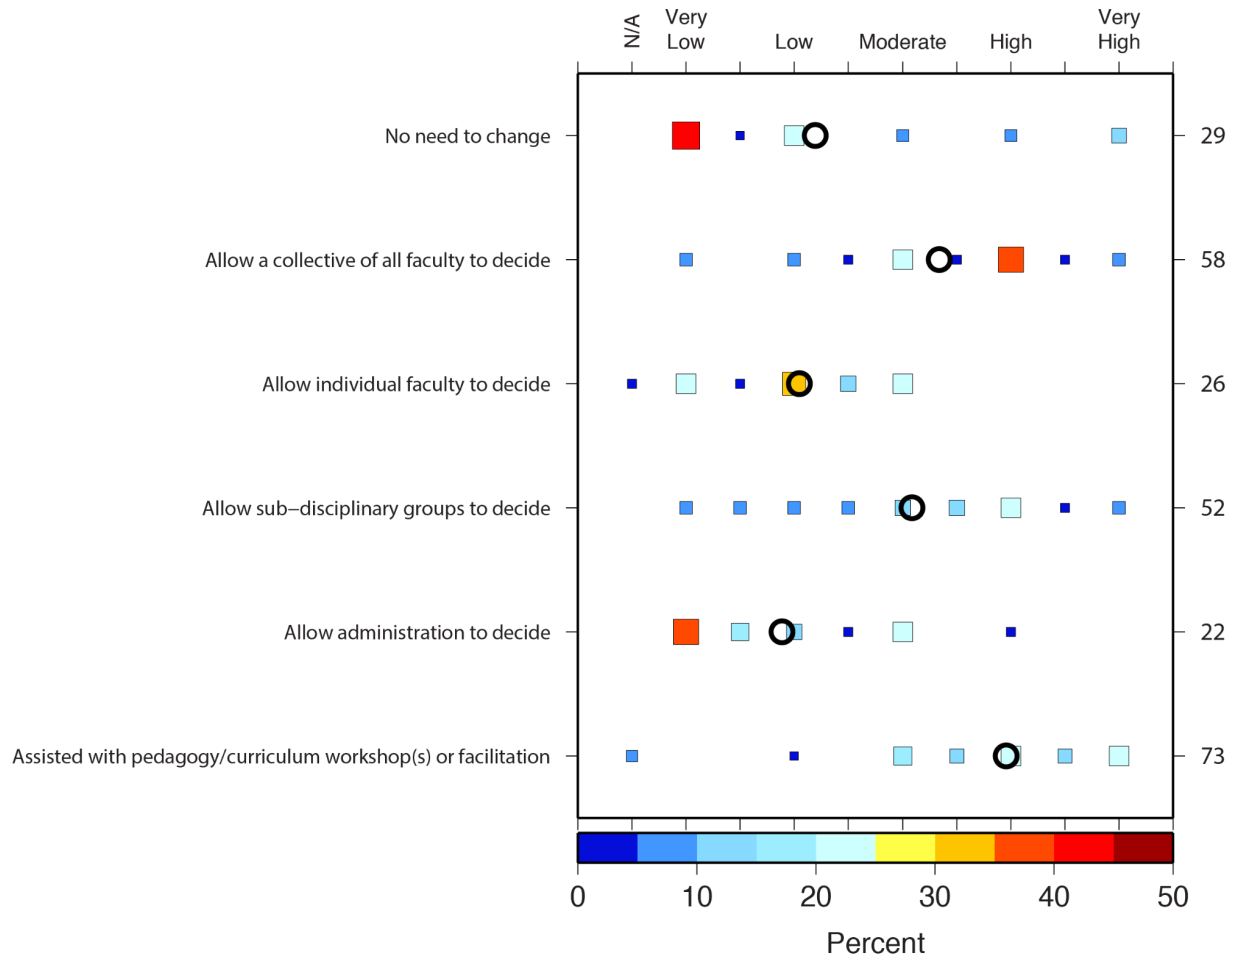 N/A
Very
Low
Low
Moderate
High
Very
High
No need to change
29
Allow a collective of all faculty to decide
58
Allow individual faculty to decide
26
Allow sub–disciplinary groups to decide
52
Allow administration to decide
22
Assisted with pedagogy/curriculum workshop(s) or facilitation
73
0 10 20 30 40 50
Percent